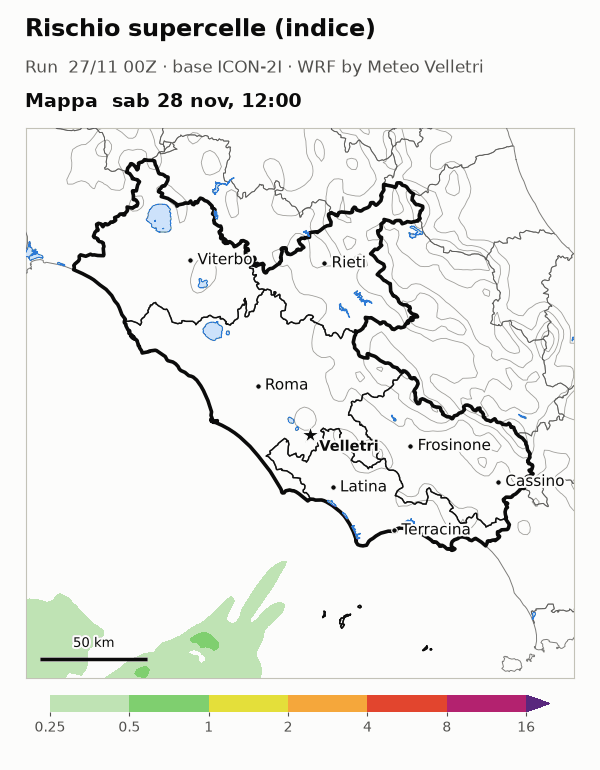 Rischio supercelle (indice)
Run  27/11 00Z · base ICON-2I · WRF by Meteo Velletri
Mappa  sab 28 nov, 12:00
Viterbo
Rieti
Roma
Velletri
Frosinone
Cassino
Latina
Terracina
50 km
0.25 0.5 1 2 4 8 16